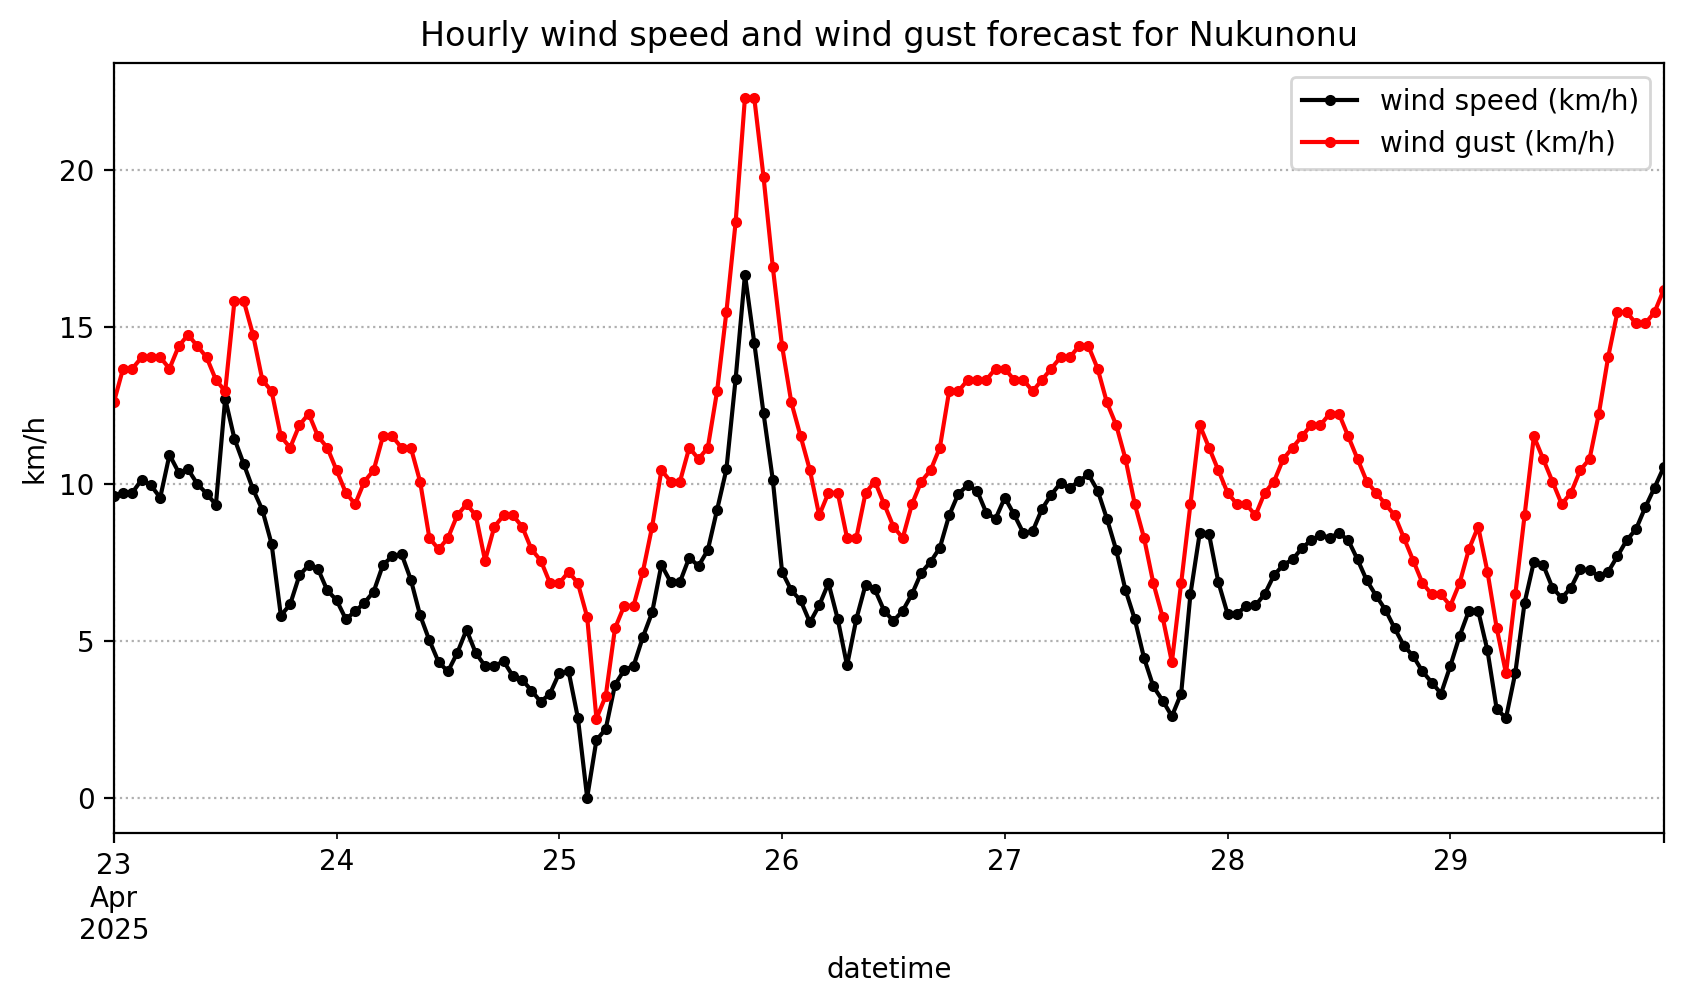 Hourly wind speed and wind gust forecast for Nukunonu
wind speed (km/h)
wind gust (km/h)
km/h
20
15
10
5
0
23
24
25
26
27
28
29
Apr
2025
datetime